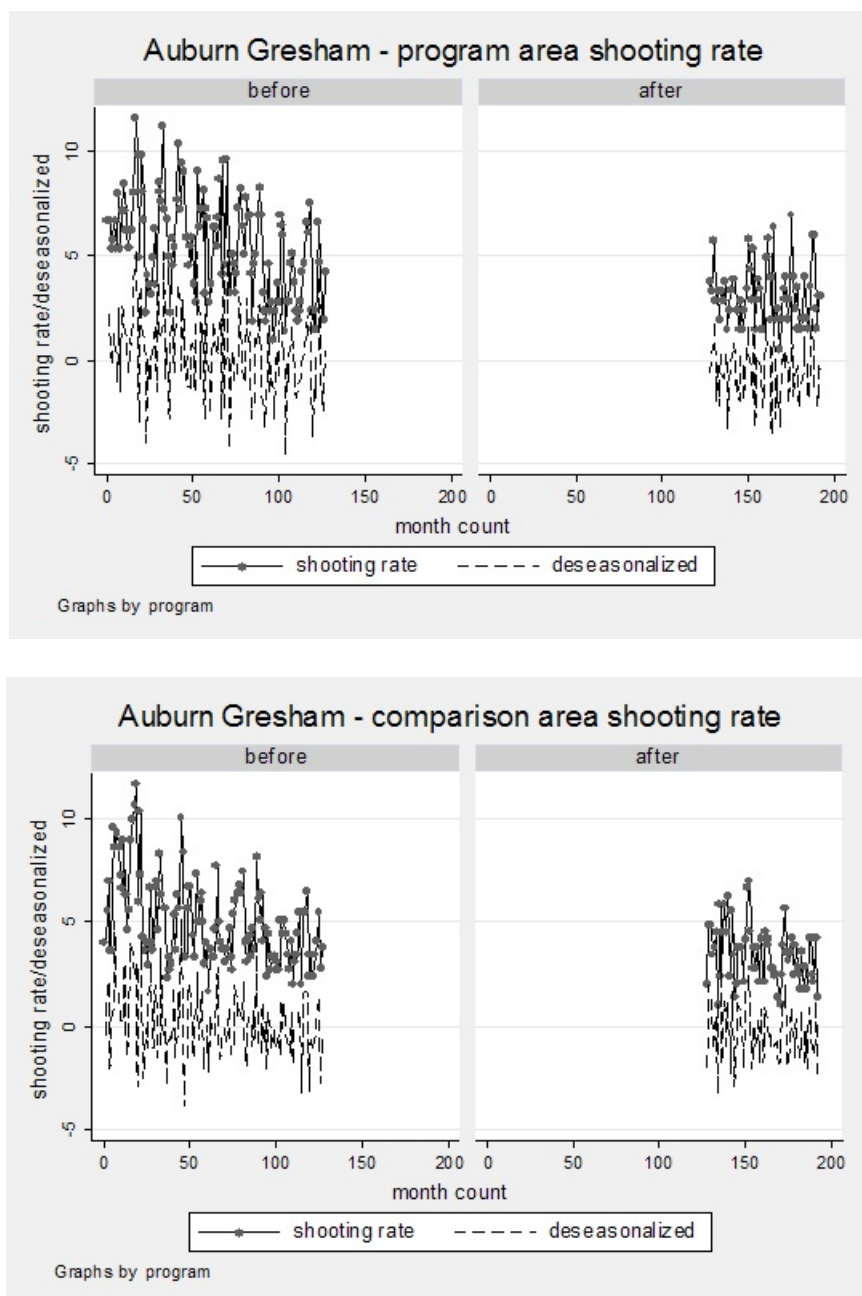 Auburn Gresham - program area shooting rate
before after
shooting rate/deseasonalized
10
5
0
-5
0 50 100 150 200 0 50 100 150 200
month count
shooting rate deseasonalized
Graphs by program
Auburn Gresham - comparison area shooting rate
before after
shooting rate/deseasonalized
10
5
0
-5
0 50 100 150 200 0 50 100 150 200
month count
shooting rate deseasonalized
Graphs by program